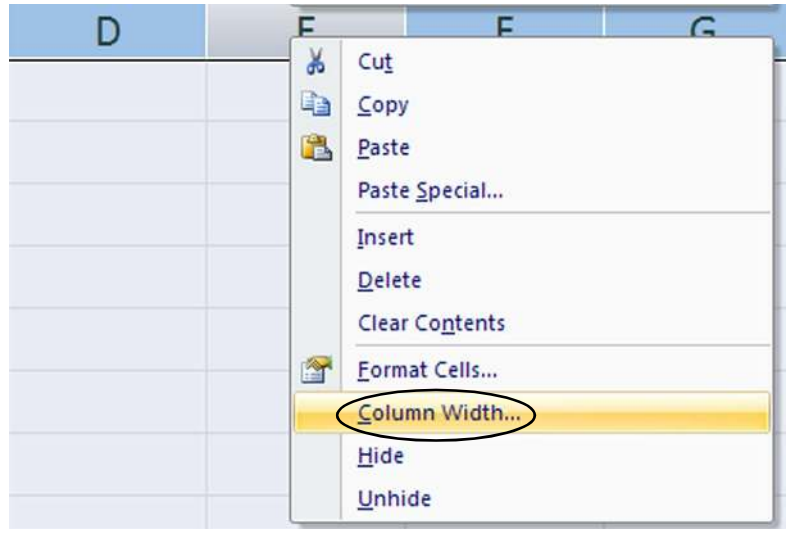 D E F G
Cut
Copy
Paste
Paste Special...
Insert
Delete
Clear Contents
Format Cells...
Column Width...
Hide
Unhide